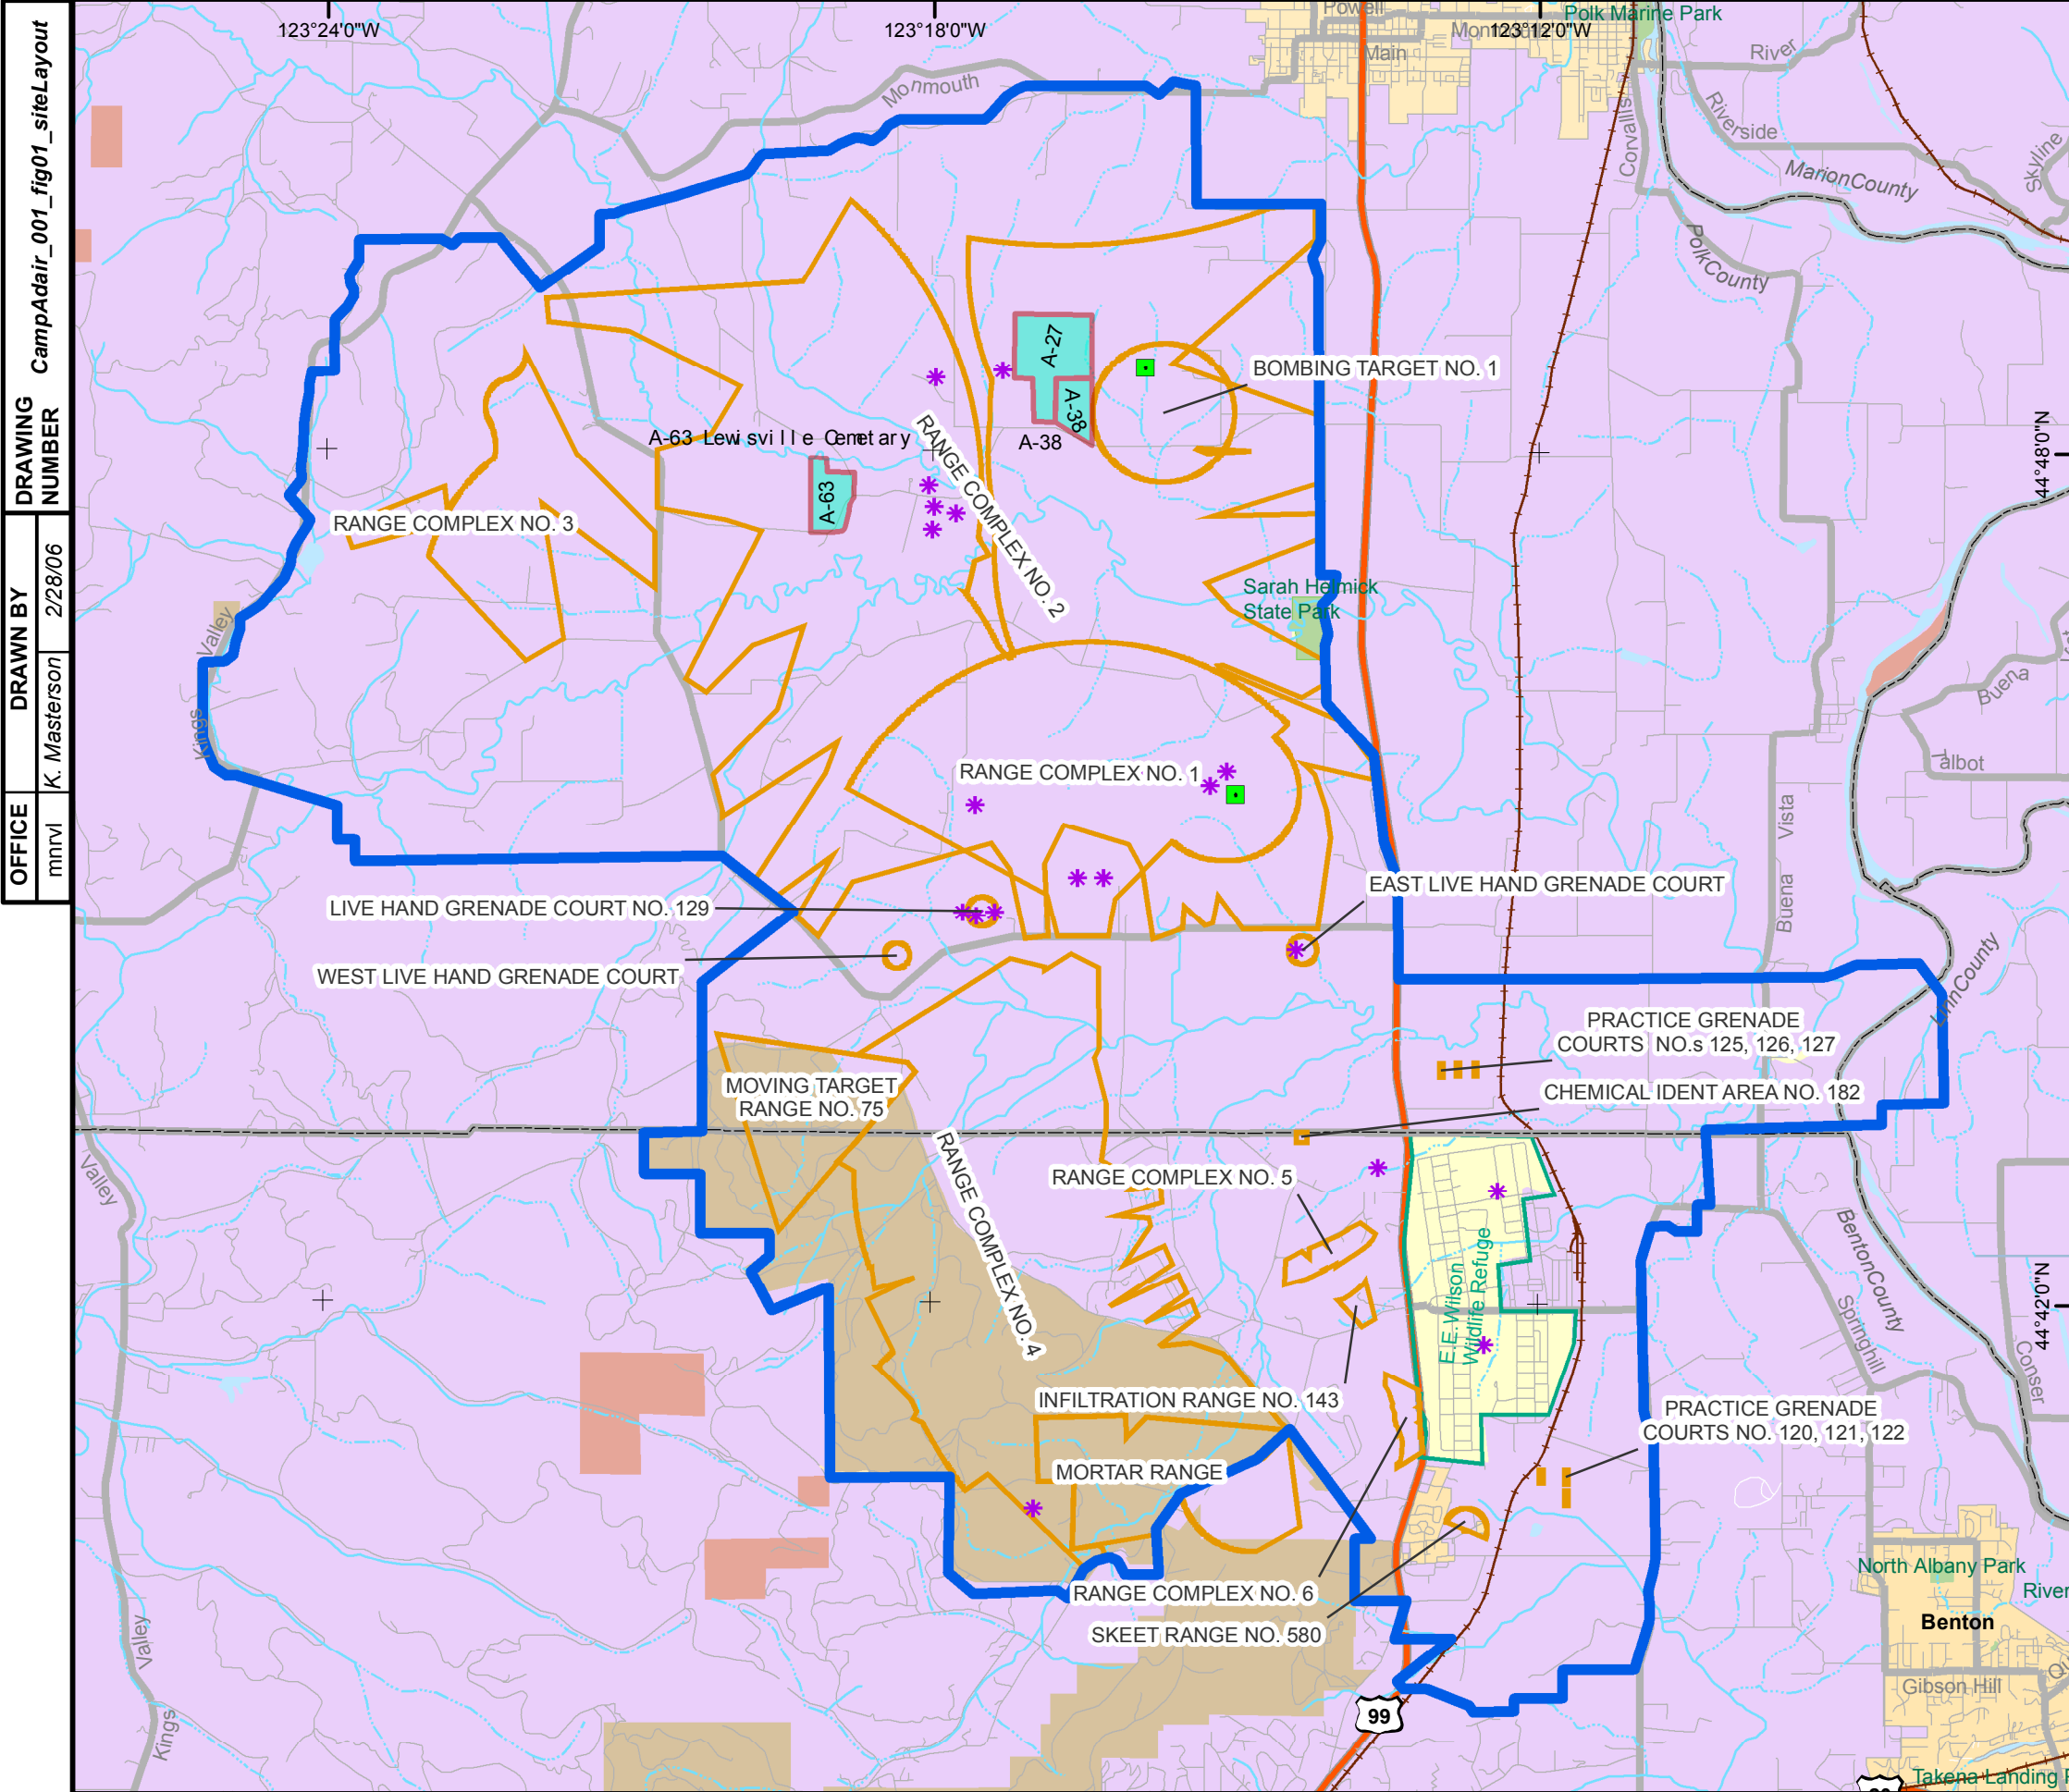 DRAWING
NUMBER
CampAdair_001_fig01_siteLayout
DRAWN BY
2/28/06
K. Masterson
OFFICE
mnrvl
123°24'0"W
123°18'0"W
123°12'0"W
44°48'0"N
44°42'0"N
Powell
Main
Polk Marine Park
River
Monmouth
Riverside
Corvallis
MarionCounty
Skyline
PolkCounty
A-27
A-38
A-38
BOMBING TARGET NO. 1
A-63 Lewisville Cemetary
A-63
RANGE COMPLEX NO. 2
RANGE COMPLEX NO. 3
Sarah Helmick
State Park
Valley
Kings
Buena
Talbot
RANGE COMPLEX NO. 1
Buena Vista
EAST LIVE HAND GRENADE COURT
LIVE HAND GRENADE COURT NO. 129
WEST LIVE HAND GRENADE COURT
LinnCounty
PRACTICE GRENADE
COURTS NO.s 125, 126, 127
MOVING TARGET
RANGE NO. 75
CHEMICAL IDENT AREA NO. 182
Valley
RANGE COMPLEX NO. 4
RANGE COMPLEX NO. 5
E.E.Wilson
Wildlife Refuge
BentonCounty
Springhill
Conser
INFILTRATION RANGE NO. 143
PRACTICE GRENADE
COURTS NO. 120, 121, 122
MORTAR RANGE
RANGE COMPLEX NO. 6
SKEET RANGE NO. 580
North Albany Park
River
Benton
Gibson Hill
Valley
Kings
99
Takena Landing